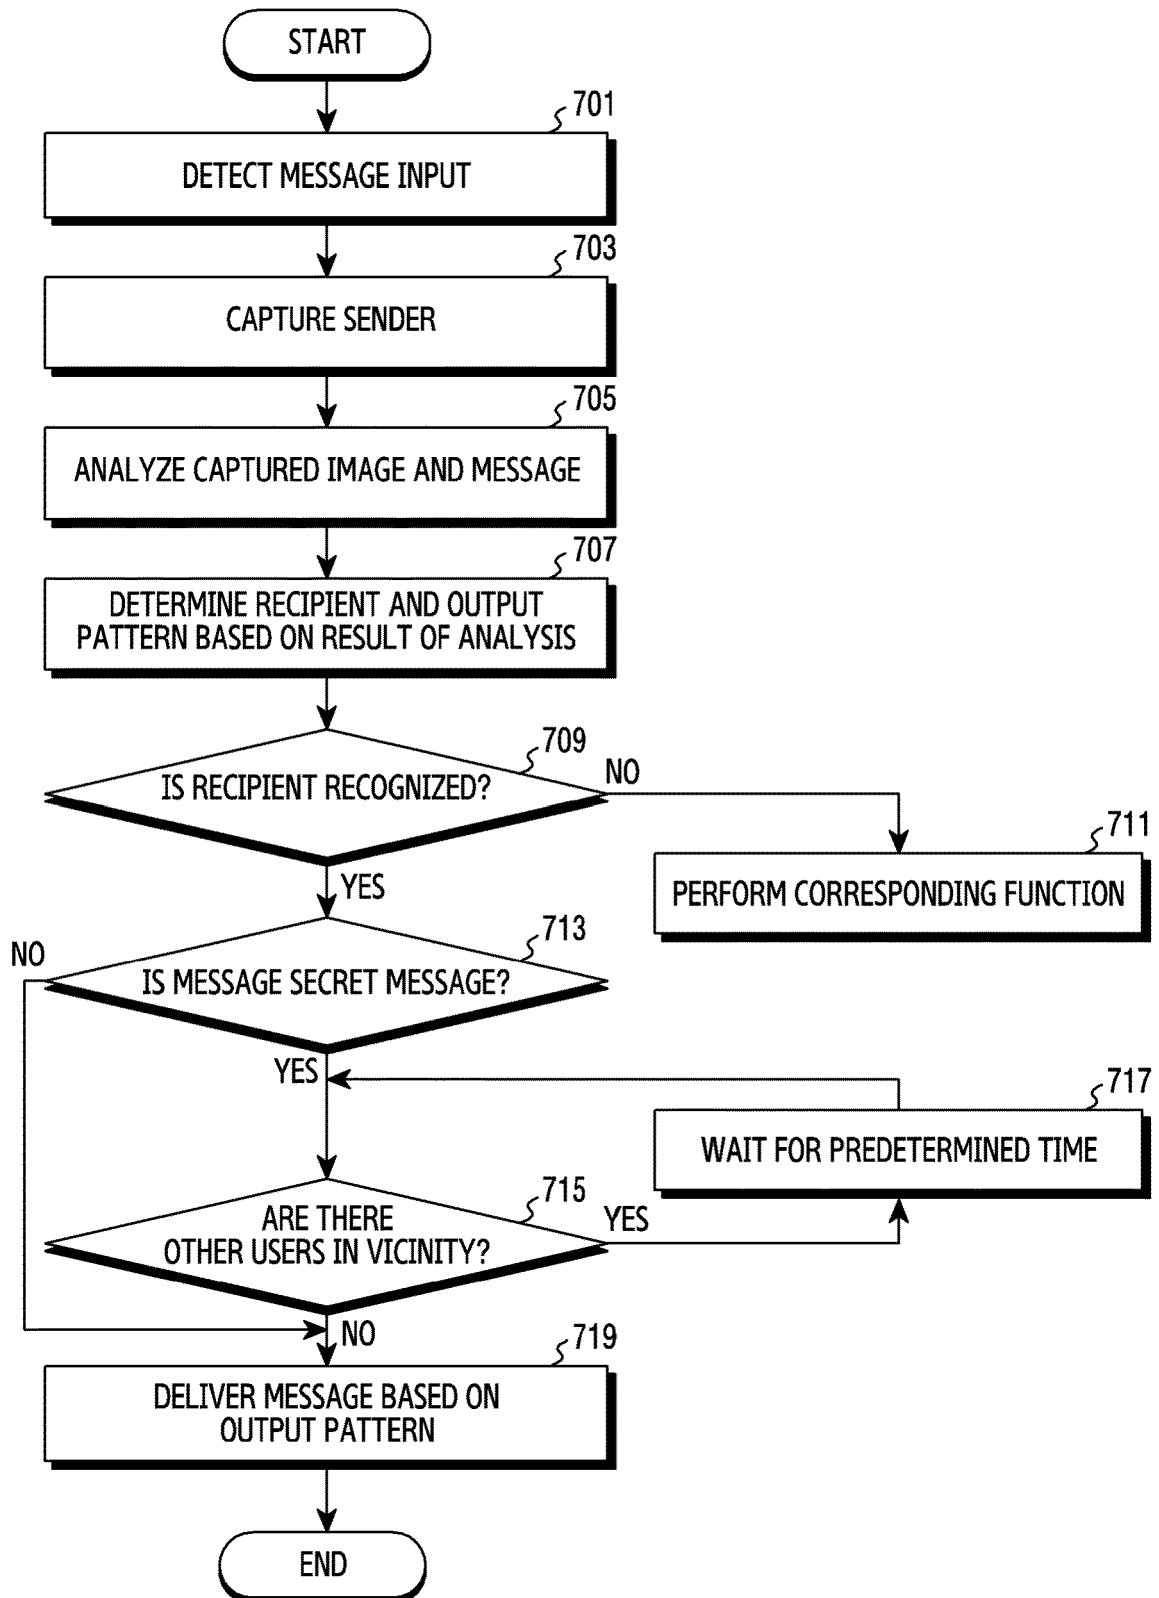 START
701
DETECT MESSAGE INPUT
703
CAPTURE SENDER
705
ANALYZE CAPTURED IMAGE AND MESSAGE
707
DETERMINE RECIPIENT AND OUTPUT
PATTERN BASED ON RESULT OF ANALYSIS
709
IS RECIPIENT RECOGNIZED?
NO
711
PERFORM CORRESPONDING FUNCTION
YES
713
NO
IS MESSAGE SECRET MESSAGE?
YES
717
WAIT FOR PREDETERMINED TIME
715
ARE THERE
OTHER USERS IN VICINITY?
YES
NO
719
DELIVER MESSAGE BASED ON
OUTPUT PATTERN
END